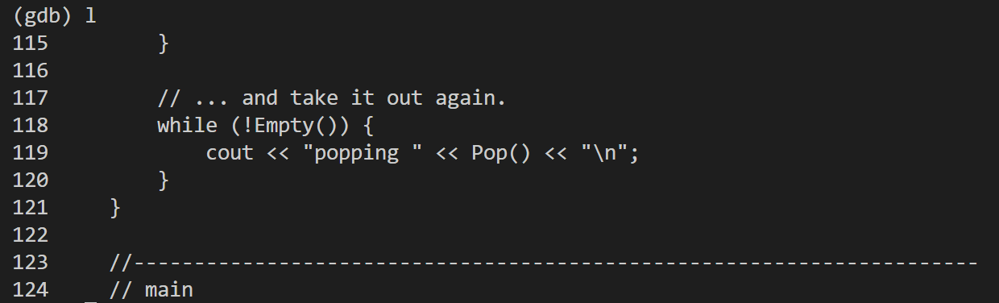 (gdb) l
115         }
116
117         // ... and take it out again.
118         while (!Empty()) {
119             cout << "popping " << Pop() << "\n";
120         }
121     }
122
123     //----------------------------------------------------------------------
124     // main